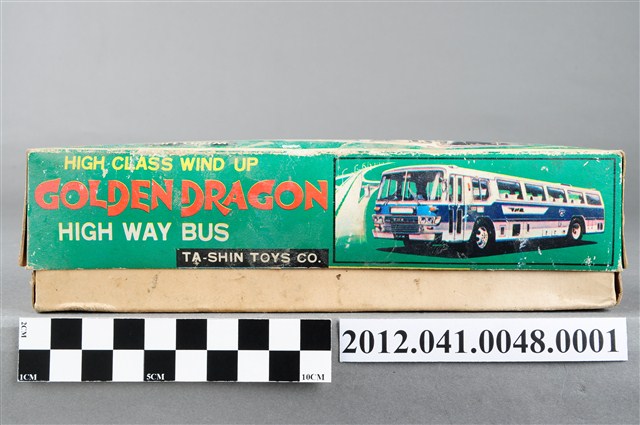 HIGH CLASS WIND UP
GOLDEN DRAGON
HIGH WAY BUS
TA-SHIN TOYS CO.
2CM
1CM 5CM 10CM
2012.041.0048.0001